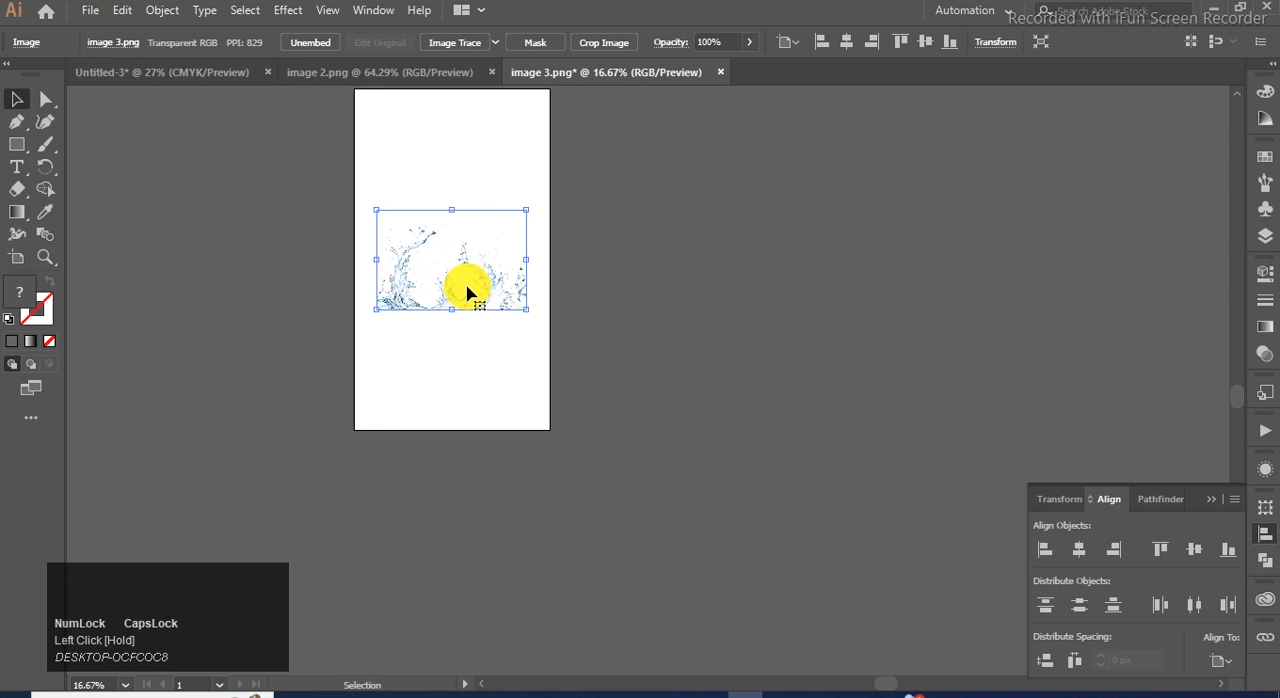 Ai File Edit Object Type Select Effect View Window Help Automation Search Adobe Stock
Recorded with iFun Screen Recorder
Image image 3.png Transparent RGB PPI: 829 Unembed Edit Original Image Trace Mask Crop Image Opacity: 100% Transform
Untitled-3* @ 27% (CMYK/Preview) × image 2.png @ 64.29% (RGB/Preview) × image 3.png* @ 16.67% (RGB/Preview) ×
T
?
Transform Align Pathfinder
Align Objects:
Distribute Objects:
Distribute Spacing: Align To:
0 px
NumLock CapsLock
Left Click [Hold]
DESKTOP-OCFCOC8
16.67% 1 Selection